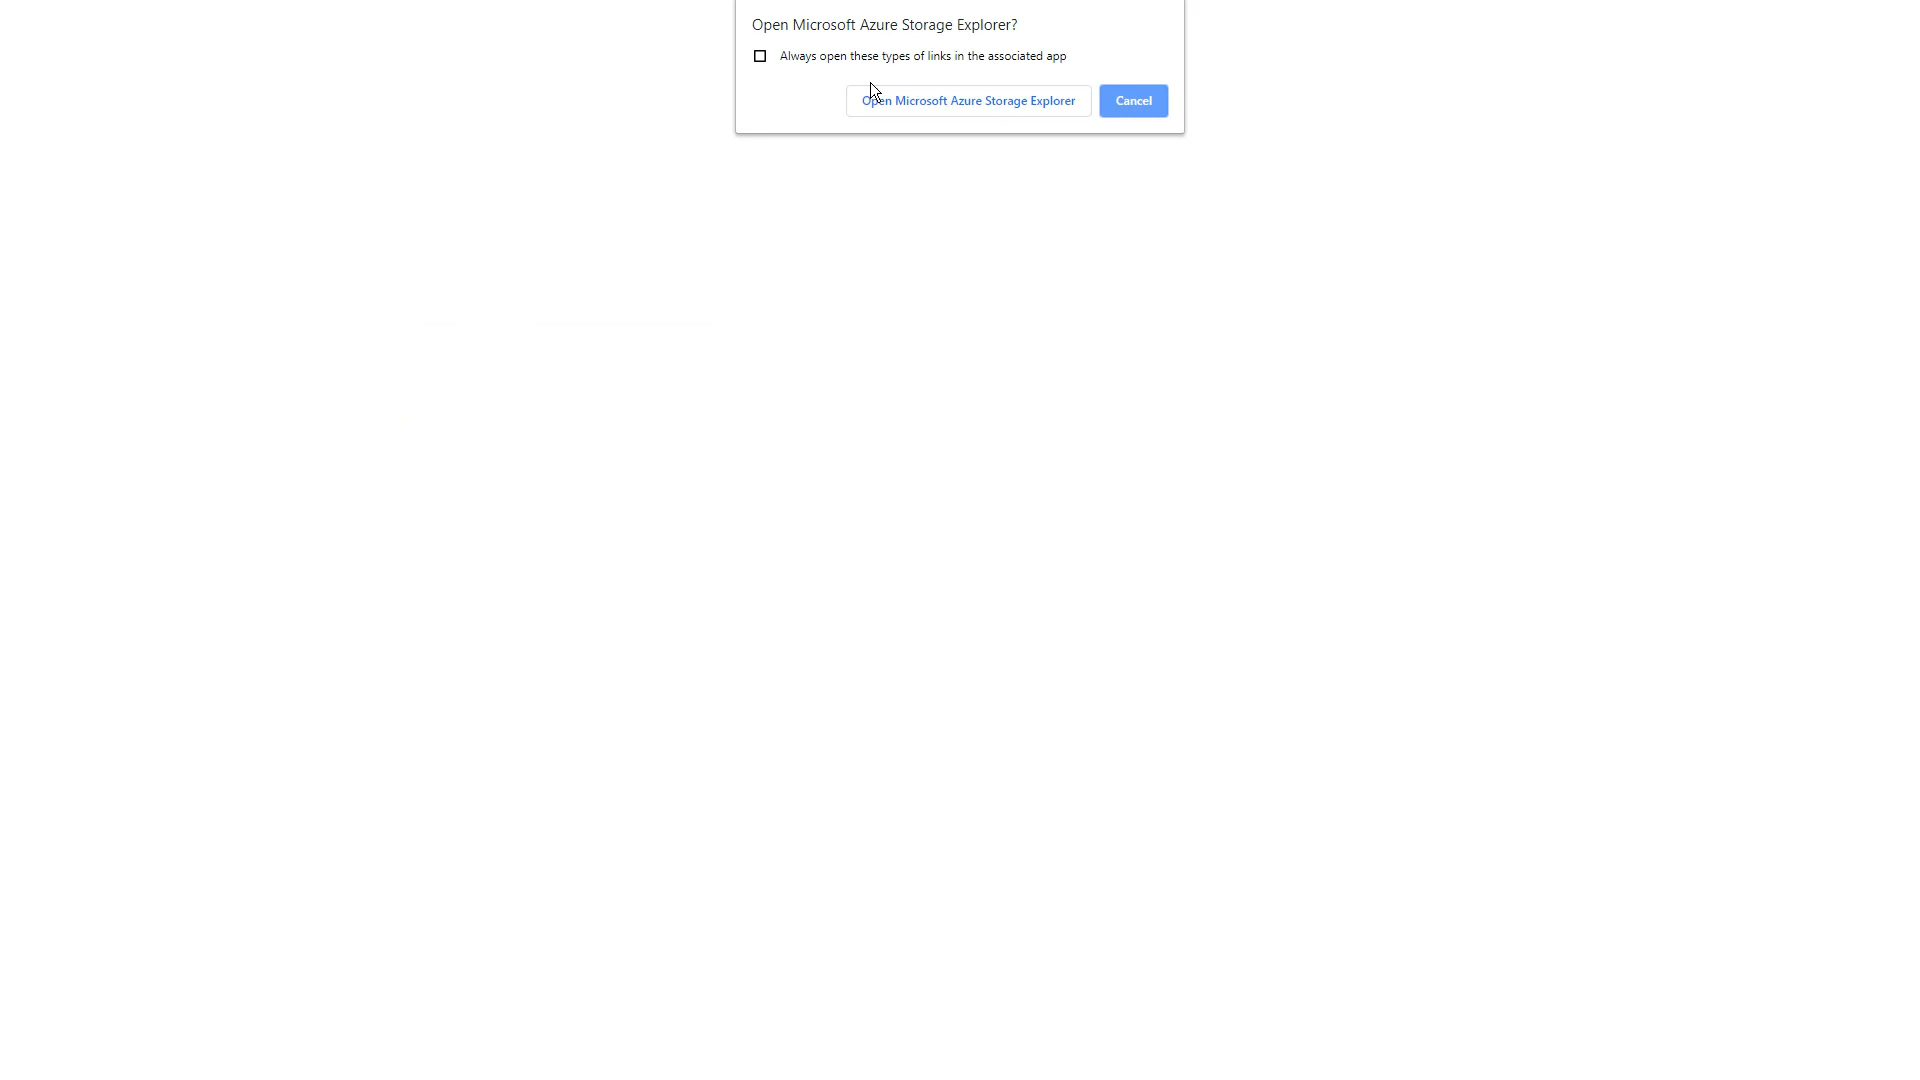 Open Microsoft Azure Storage Explorer?
Always open these types of links in the associated app
Open Microsoft Azure Storage Explorer
Cancel